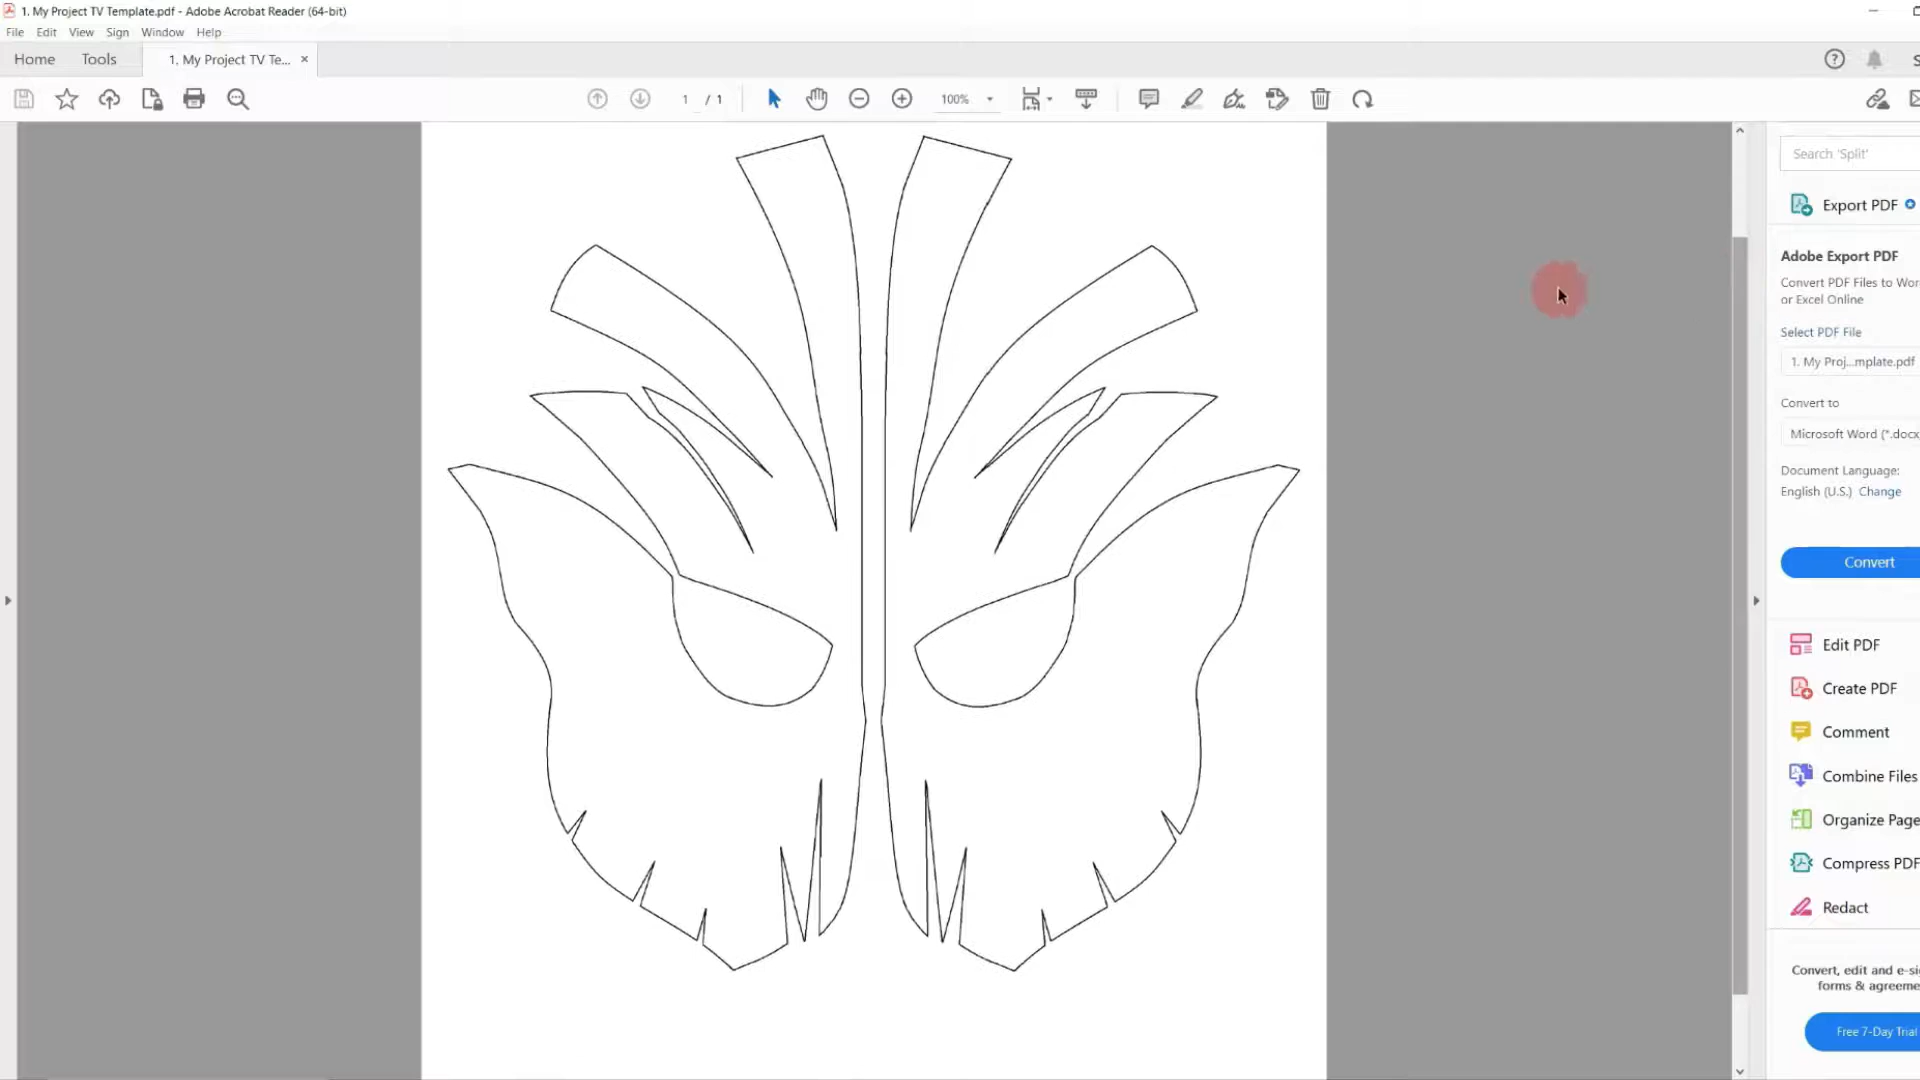 1. My Project TV Template.pdf - Adobe Acrobat Reader (64-bit)
File Edit View Sign Window Help
Home Tools 1. My Project TV Te... ×
1 / 1 100%
Search 'Split'
Export PDF
Adobe Export PDF
Convert PDF Files to Wor
or Excel Online
Select PDF File
1. My Proj...mplate.pdf
Convert to
Microsoft Word (*.docx
Document Language:
English (U.S.) Change
Convert
Edit PDF
Create PDF
Comment
Combine Files
Organize Page
Compress PDF
Redact
Convert, edit and e-si
forms & agreeme
Free 7-Day Trial